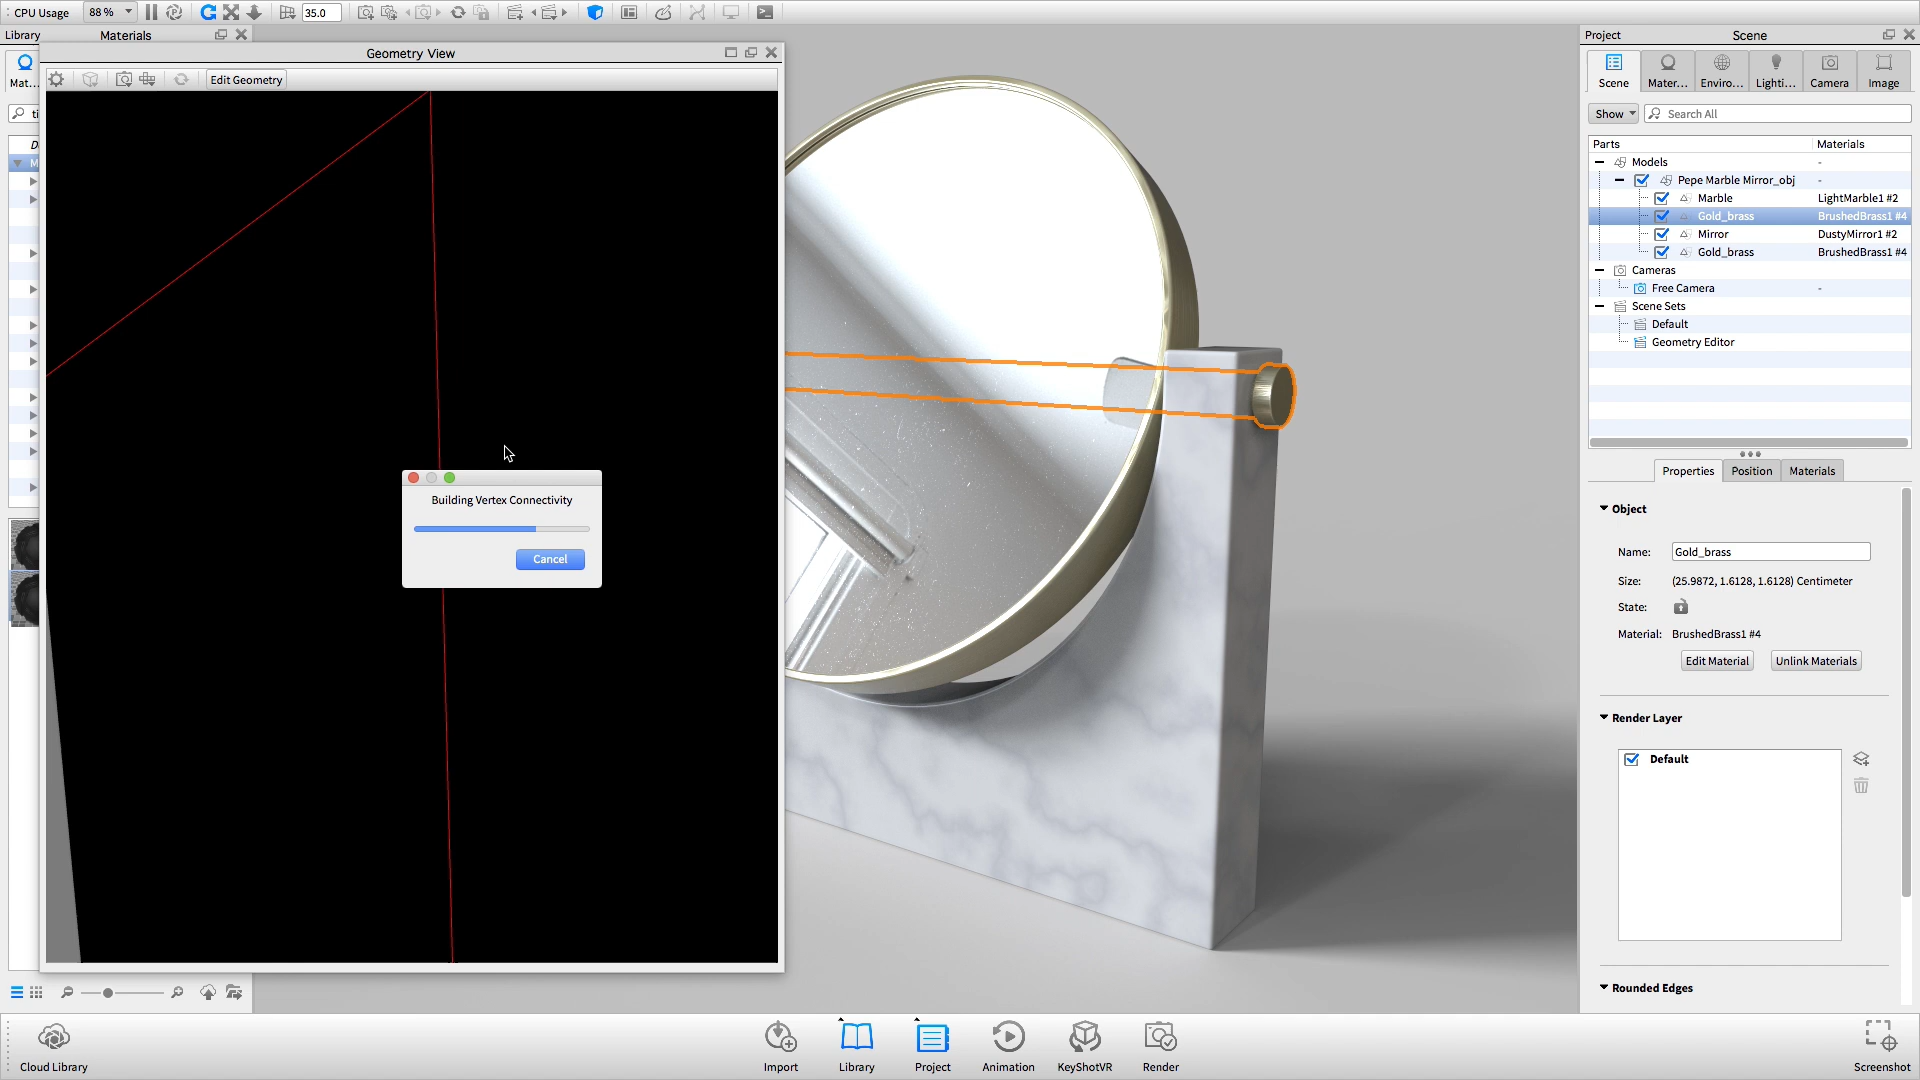 CPU Usage
88 %
35.0
Library
Materials
Mat...
ti
Geometry View
Edit Geometry
Building Vertex Connectivity
Cancel
Project
Scene
Scene
Mater...
Enviro...
Lighti...
Camera
Image
Show
Search All
Parts
Materials
Models
-
Pepe Marble Mirror_obj
-
Marble
LightMarble1 #2
Gold_brass
BrushedBrass1 #4
Mirror
DustyMirror1 #2
Gold_brass
BrushedBrass1 #4
Cameras
Free Camera
-
Scene Sets
Default
Geometry Editor
Properties
Position
Materials
Object
Name:
Gold_brass
Size:
(25.9872, 1.6128, 1.6128) Centimeter
State:
Material:
BrushedBrass1 #4
Edit Material
Unlink Materials
Render Layer
Default
Rounded Edges
Cloud Library
Import
Library
Project
Animation
KeyShotVR
Render
Screenshot